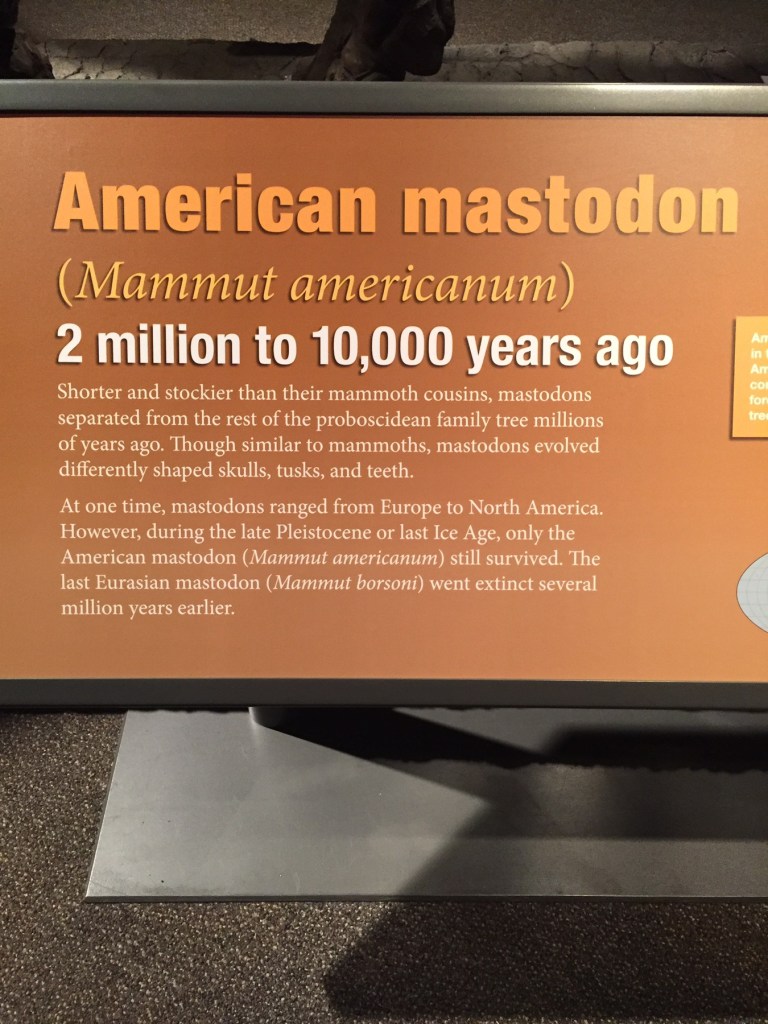 American mastodon
(Mammut americanum)
2 million to 10,000 years ago
Shorter and stockier than their mammoth cousins, mastodons
separated from the rest of the proboscidean family tree millions
of years ago. Though similar to mammoths, mastodons evolved
differently shaped skulls, tusks, and teeth.
At one time, mastodons ranged from Europe to North America.
However, during the late Pleistocene or last Ice Age, only the
American mastodon (Mammut americanum) still survived. The
last Eurasian mastodon (Mammut borsoni) went extinct several
million years earlier.